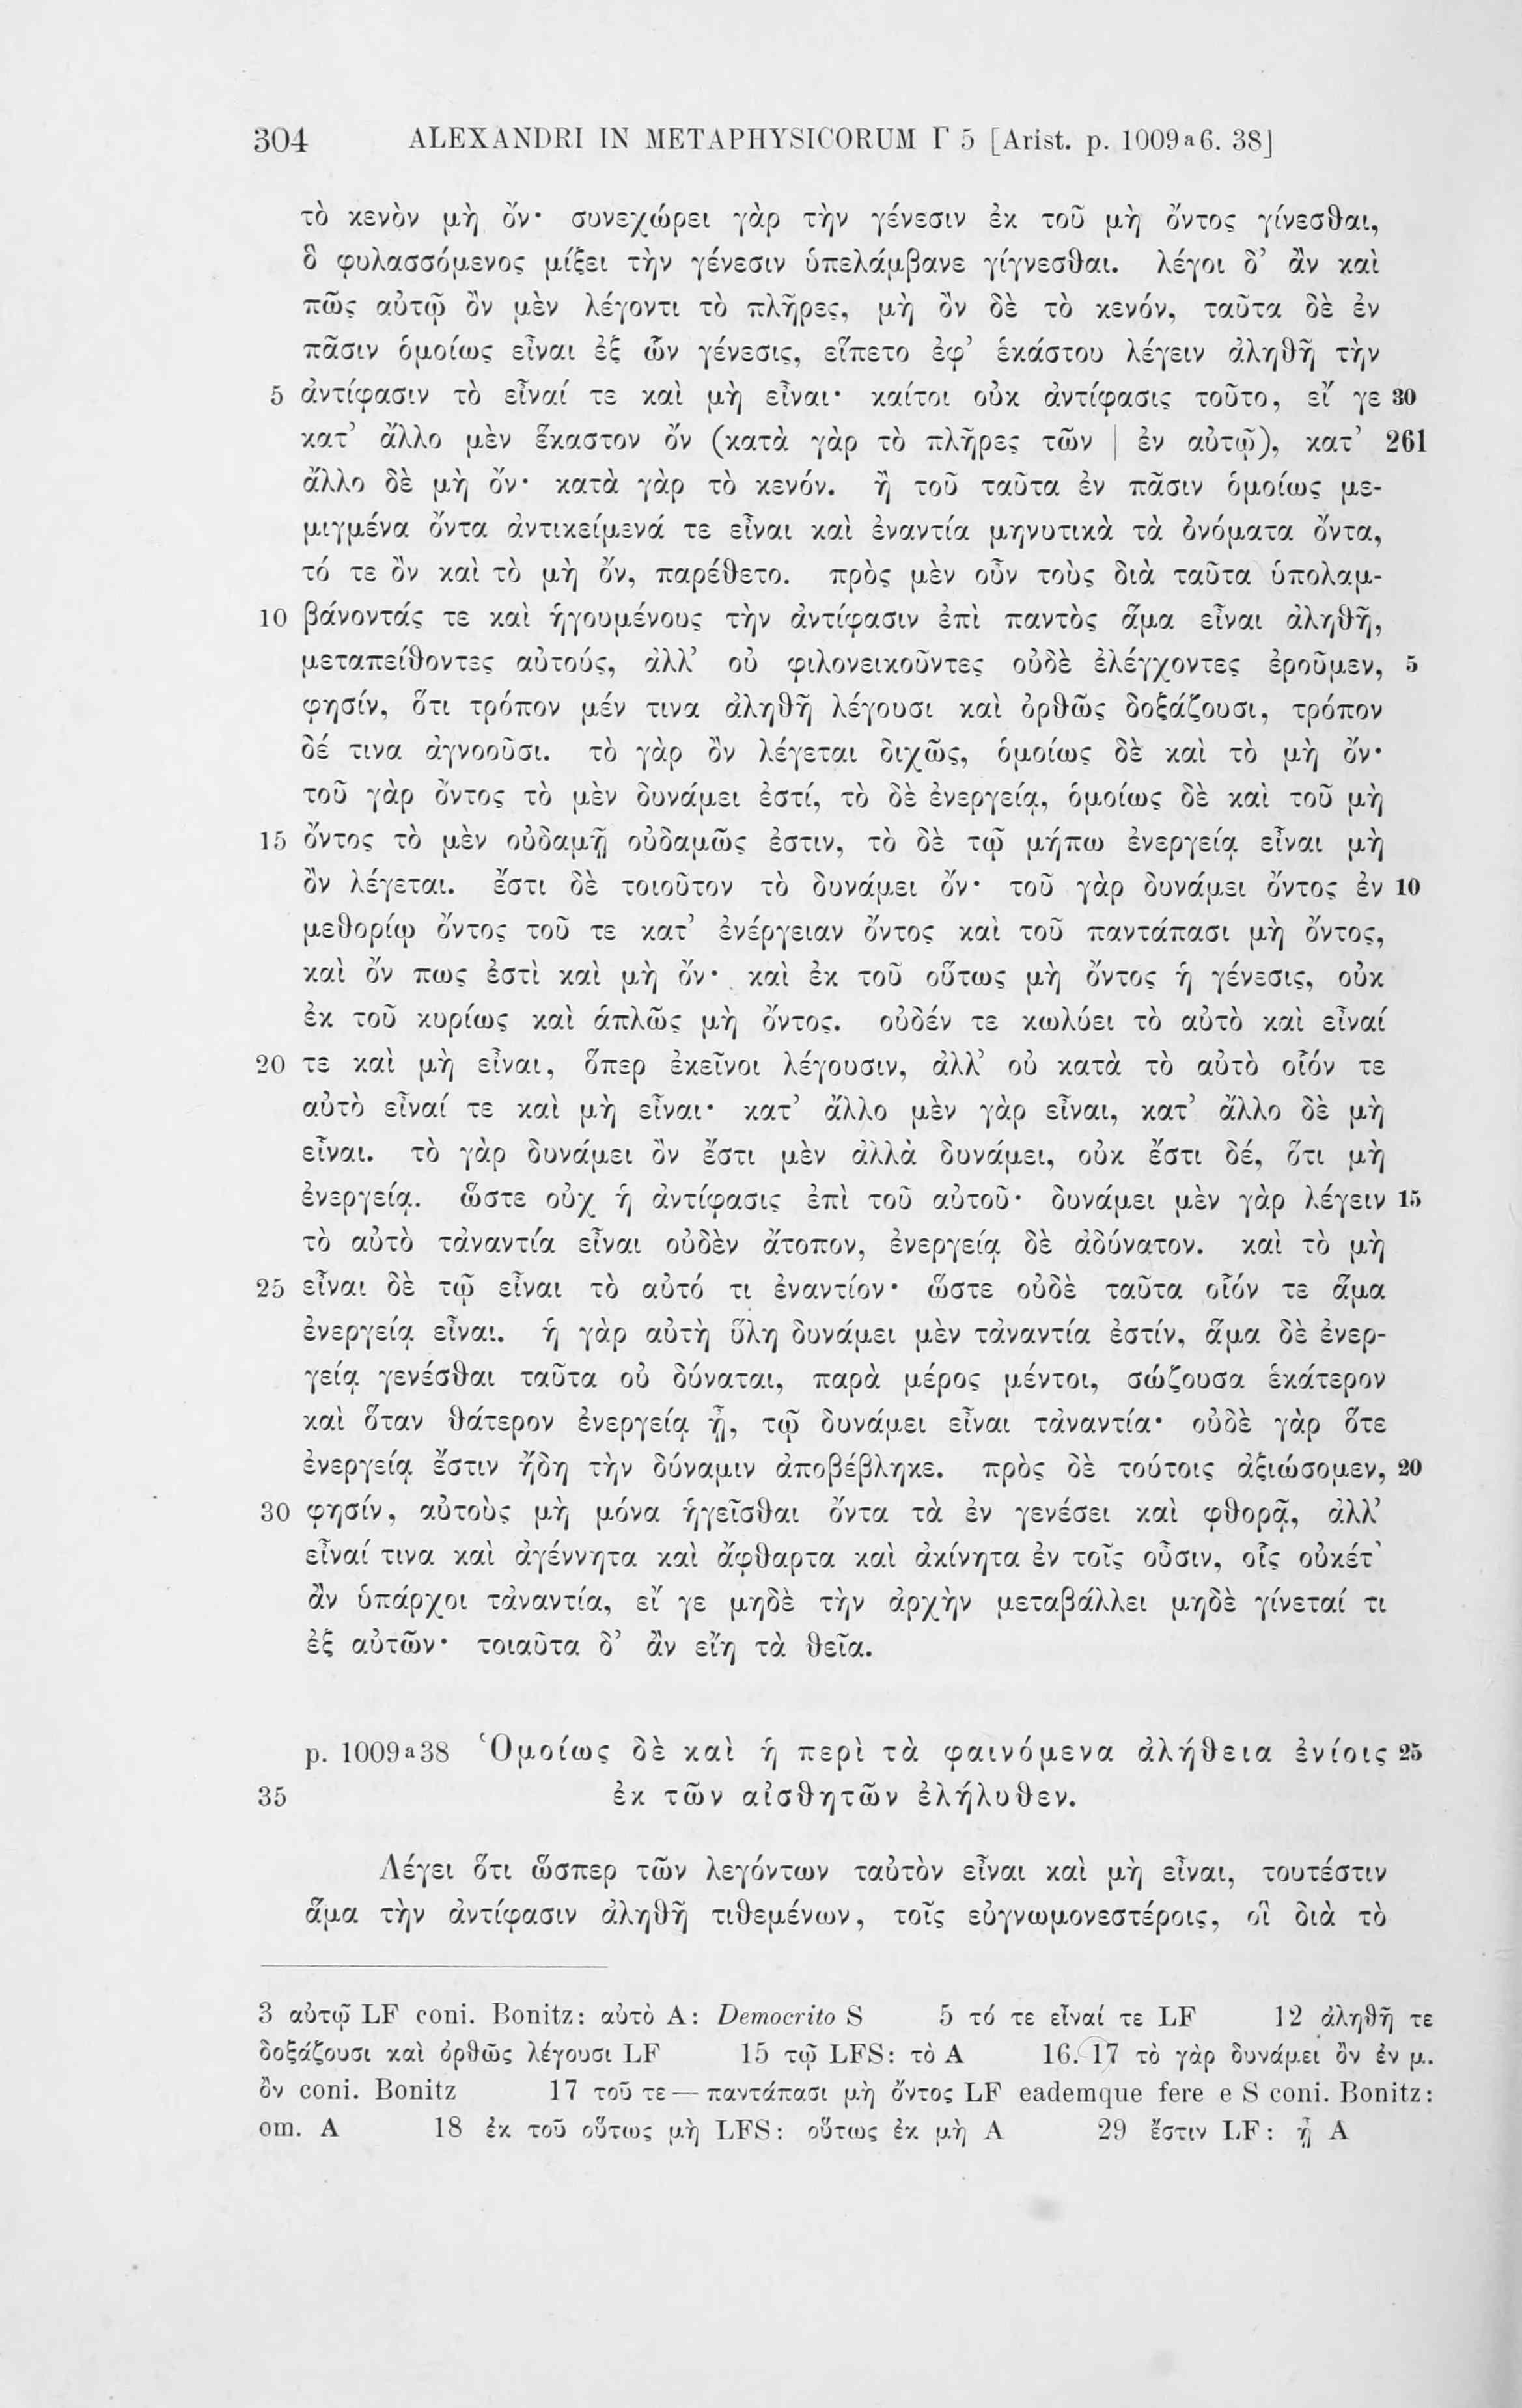 304 ALEXANDRI IN METAPHYSICORUM Γ 5 [Arist. p. 1009ᵃ6. 38]
τὸ κενὸν μὴ ὄν· συνεχώρει γὰρ τὴν γένεσιν ἐκ τοῦ μὴ ὄντος γίνεσθαι,
ὃ φυλασσόμενος μίξει τὴν γένεσιν ὑπελάμβανε γίγνεσθαι. λέγοι δ’ ἂν καὶ
πῶς αὐτῷ ὂν μὲν λέγοντι τὸ πλῆρες, μὴ ὂν δὲ τὸ κενόν, ταῦτα δὲ ἐν
πᾶσιν ὁμοίως εἶναι ἐξ ὧν γένεσις, εἵπετο ἐφ’ ἑκάστου λέγειν ἀληθῆ τὴν
5 ἀντίφασιν τὸ εἶναί τε καὶ μὴ εἶναι· καίτοι οὐκ ἀντίφασις τοῦτο, εἴ γε 30
κατ’ ἄλλο μὲν ἕκαστον ὄν (κατὰ γὰρ τὸ πλῆρες τῶν | ἐν αὐτῷ), κατ’ 261
ἄλλο δὲ μὴ ὄν· κατὰ γὰρ τὸ κενόν. ἢ τοῦ ταῦτα ἐν πᾶσιν ὁμοίως με-
μιγμένα ὄντα ἀντικείμενά τε εἶναι καὶ ἐναντία μηνυτικὰ τὰ ὀνόματα ὄντα,
τό τε ὂν καὶ τὸ μὴ ὄν, παρέθετο. πρὸς μὲν οὖν τοὺς διὰ ταῦτα ὑπολαμ-
10 βάνοντάς τε καὶ ἡγουμένους τὴν ἀντίφασιν ἐπὶ παντὸς ἅμα εἶναι ἀληθῆ,
μεταπείθοντες αὐτούς, ἀλλ’ οὐ φιλονεικοῦντες οὐδὲ ἐλέγχοντες ἐροῦμεν, 5
φησίν, ὅτι τρόπον μέν τινα ἀληθῆ λέγουσι καὶ ὀρθῶς δοξάζουσι, τρόπον
δέ τινα ἀγνοοῦσι. τὸ γὰρ ὂν λέγεται διχῶς, ὁμοίως δὲ καὶ τὸ μὴ ὄν·
τοῦ γὰρ ὄντος τὸ μὲν δυνάμει ἐστί, τὸ δὲ ἐνεργείᾳ, ὁμοίως δὲ καὶ τοῦ μὴ
15 ὄντος τὸ μὲν οὐδαμῇ οὐδαμῶς ἐστιν, τὸ δὲ τῷ μήπω ἐνεργείᾳ εἶναι μὴ
ὂν λέγεται. ἔστι δὲ τοιοῦτον τὸ δυνάμει ὄν· τοῦ γὰρ δυνάμει ὄντος ἐν 10
μεθορίῳ ὄντος τοῦ τε κατ’ ἐνέργειαν ὄντος καὶ τοῦ παντάπασι μὴ ὄντος,
καὶ ὄν πως ἐστὶ καὶ μὴ ὄν· καὶ ἐκ τοῦ οὕτως μὴ ὄντος ἡ γένεσις, οὐκ
ἐκ τοῦ κυρίως καὶ ἁπλῶς μὴ ὄντος. οὐδέν τε κωλύει τὸ αὐτὸ καὶ εἶναί
20 τε καὶ μὴ εἶναι, ὅπερ ἐκεῖνοι λέγουσιν, ἀλλ’ οὐ κατὰ τὸ αὐτὸ οἷόν τε
αὐτὸ εἶναί τε καὶ μὴ εἶναι· κατ’ ἄλλο μὲν γὰρ εἶναι, κατ’ ἄλλο δὲ μὴ
εἶναι. τὸ γὰρ δυνάμει ὂν ἔστι μὲν ἀλλὰ δυνάμει, οὐκ ἔστι δέ, ὅτι μὴ
ἐνεργείᾳ. ὥστε οὐχ ἡ ἀντίφασις ἐπὶ τοῦ αὐτοῦ· δυνάμει μὲν γὰρ λέγειν 15
τὸ αὐτὸ τἀναντία εἶναι οὐδὲν ἄτοπον, ἐνεργείᾳ δὲ ἀδύνατον. καὶ τὸ μὴ
25 εἶναι δὲ τῷ εἶναι τὸ αὐτό τι ἐναντίον· ὥστε οὐδὲ ταῦτα οἷόν τε ἅμα
ἐνεργείᾳ εἶναι. ἡ γὰρ αὐτὴ ὕλη δυνάμει μὲν τἀναντία ἐστίν, ἅμα δὲ ἐνερ-
γείᾳ γενέσθαι ταῦτα οὐ δύναται, παρὰ μέρος μέντοι, σώζουσα ἑκάτερον
καὶ ὅταν θάτερον ἐνεργείᾳ ᾖ, τῷ δυνάμει εἶναι τἀναντία· οὐδὲ γὰρ ὅτε
ἐνεργείᾳ ἔστιν ἤδη τὴν δύναμιν ἀποβέβληκε. πρὸς δὲ τούτοις ἀξιώσομεν, 20
30 φησίν, αὐτοὺς μὴ μόνα ἡγεῖσθαι ὄντα τὰ ἐν γενέσει καὶ φθορᾷ, ἀλλ’
εἶναί τινα καὶ ἀγέννητα καὶ ἄφθαρτα καὶ ἀκίνητα ἐν τοῖς οὖσιν, οἷς οὐκέτ’
ἂν ὑπάρχοι τἀναντία, εἴ γε μηδὲ τὴν ἀρχὴν μεταβάλλει μηδὲ γίνεταί τι
ἐξ αὐτῶν· τοιαῦτα δ’ ἂν εἴη τὰ θεῖα.
p. 1009ᵃ38 Ὁμοίως δὲ καὶ ἡ περὶ τὰ φαινόμενα ἀλήθεια ἐνίοις 25
35 ἐκ τῶν αἰσθητῶν ἐλήλυθεν.
Λέγει ὅτι ὥσπερ τῶν λεγόντων ταὐτὸν εἶναι καὶ μὴ εἶναι, τουτέστιν
ἅμα τὴν ἀντίφασιν ἀληθῆ τιθεμένων, τοῖς εὐγνωμονεστέροις, οἳ διὰ τὸ
3 αὐτῷ LF coni. Bonitz: αὐτὸ A: Democrito S 5 τό τε εἶναί τε LF 12 ἀληθῆ τε
δοξάζουσι καὶ ὀρθῶς λέγουσι LF 15 τῷ LFS: τὸ A 16. 17 τὸ γὰρ δυνάμει ὂν ἐν μ.
ὂν coni. Bonitz 17 τοῦ τε — παντάπασι μὴ ὄντος LF eademque fere e S coni. Bonitz:
om. A 18 ἐκ τοῦ οὕτως μὴ LFS: οὕτως ἐκ μὴ A 29 ἔστιν LF: ᾖ A